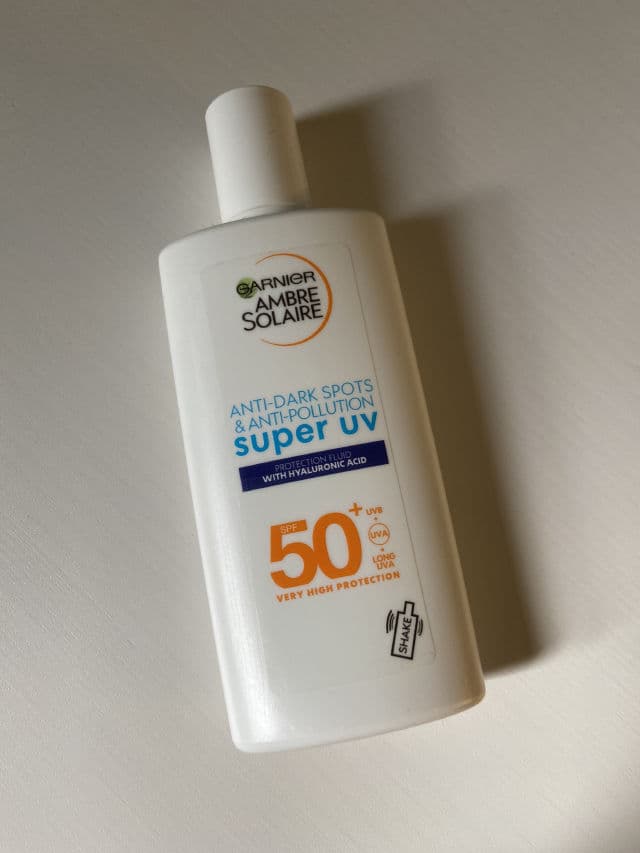 GARNIER
AMBRE
SOLAIRE
ANTI-DARK SPOTS
& ANTI-POLLUTION
super uv
PROTECTION FLUID
WITH HYALURONIC ACID
SPF
50+
UVB
+
UVA
+
LONG
UVA
VERY HIGH PROTECTION
SHAKE